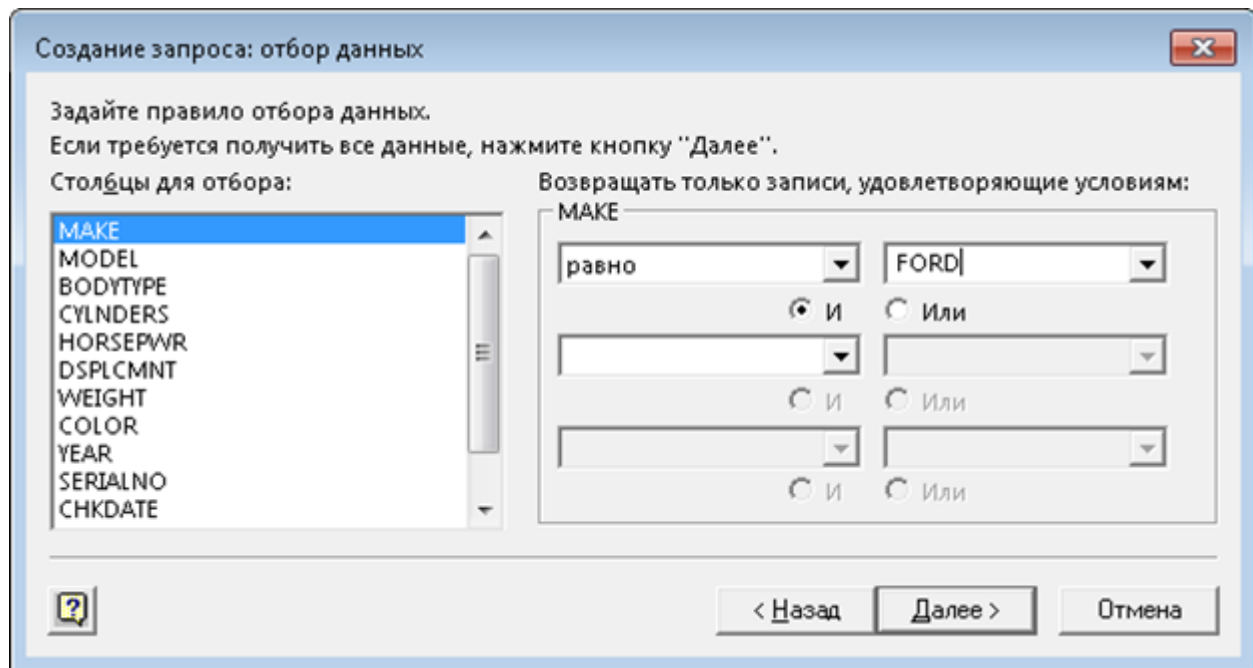 Создание запроса: отбор данных
Задайте правило отбора данных.
Если требуется получить все данные, нажмите кнопку "Далее".
Столбцы для отбора:
Возвращать только записи, удовлетворяющие условиям:
MAKE
MODEL
BODYTYPE
CYLNDERS
HORSEPWR
DSPLCMNT
WEIGHT
COLOR
YEAR
SERIALNO
CHKDATE
MAKE
равно FORD
И Или
И Или
И Или
?
< Назад Далее > Отмена